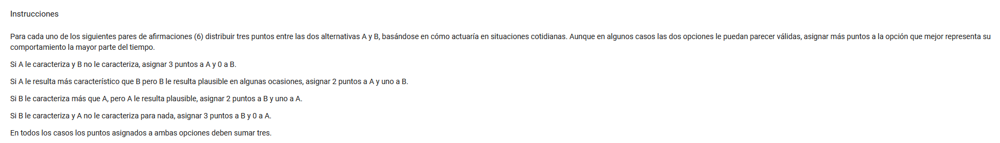 Instrucciones
Para cada uno de los siguientes pares de afirmaciones (6) distribuir tres puntos entre las dos alternativas A y B, basándose en cómo actuaría en situaciones cotidianas. Aunque en algunos casos las dos opciones le puedan parecer válidas, asignar más puntos a la opción que mejor representa su
comportamiento la mayor parte del tiempo.
Si A le caracteriza y B no le caracteriza, asignar 3 puntos a A y 0 a B.
Si A le resulta más característico que B pero B le resulta plausible en algunas ocasiones, asignar 2 puntos a A y uno a B.
Si B le caracteriza más que A, pero A le resulta plausible, asignar 2 puntos a B y uno a A.
Si B le caracteriza y A no le caracteriza para nada, asignar 3 puntos a B y 0 a A.
En todos los casos los puntos asignados a ambas opciones deben sumar tres.